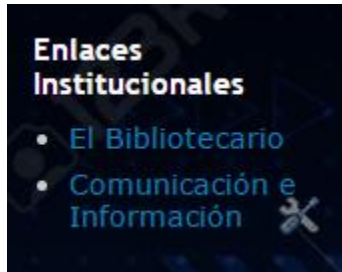 Enlaces
Institucionales
El Bibliotecario
Comunicación e
Información